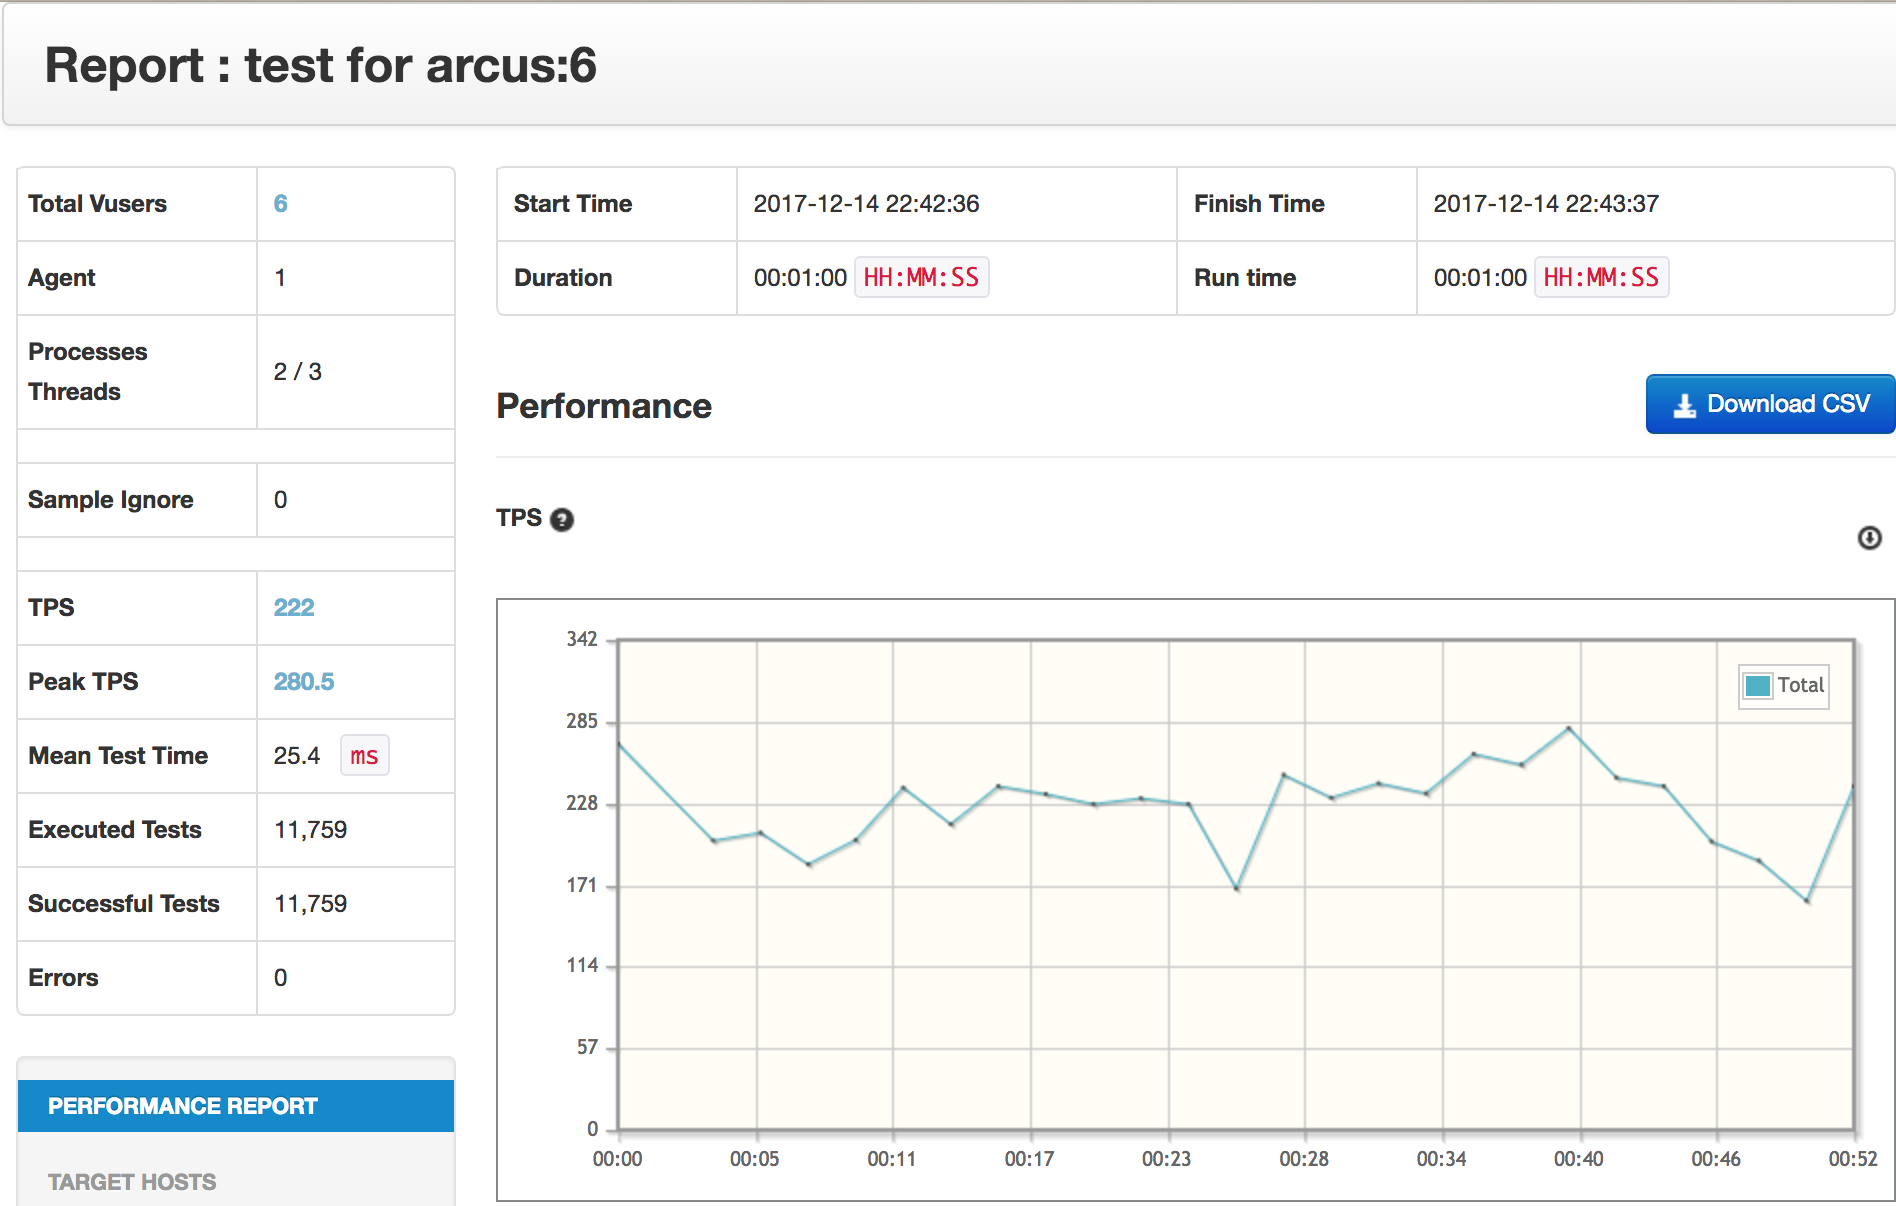 Report : test for arcus:6
Total Vusers 6
Agent 1
Processes
Threads
2 / 3
Sample Ignore 0
TPS 222
Peak TPS 280.5
Mean Test Time 25.4 ms
Executed Tests 11,759
Successful Tests 11,759
Errors 0
PERFORMANCE REPORT
TARGET HOSTS
Start Time 2017-12-14 22:42:36 Finish Time 2017-12-14 22:43:37
Duration 00:01:00 HH:MM:SS Run time 00:01:00 HH:MM:SS
Performance
Download CSV
TPS ?
342
285
228
171
114
57
0
Total
00:00 00:05 00:11 00:17 00:23 00:28 00:34 00:40 00:46 00:52